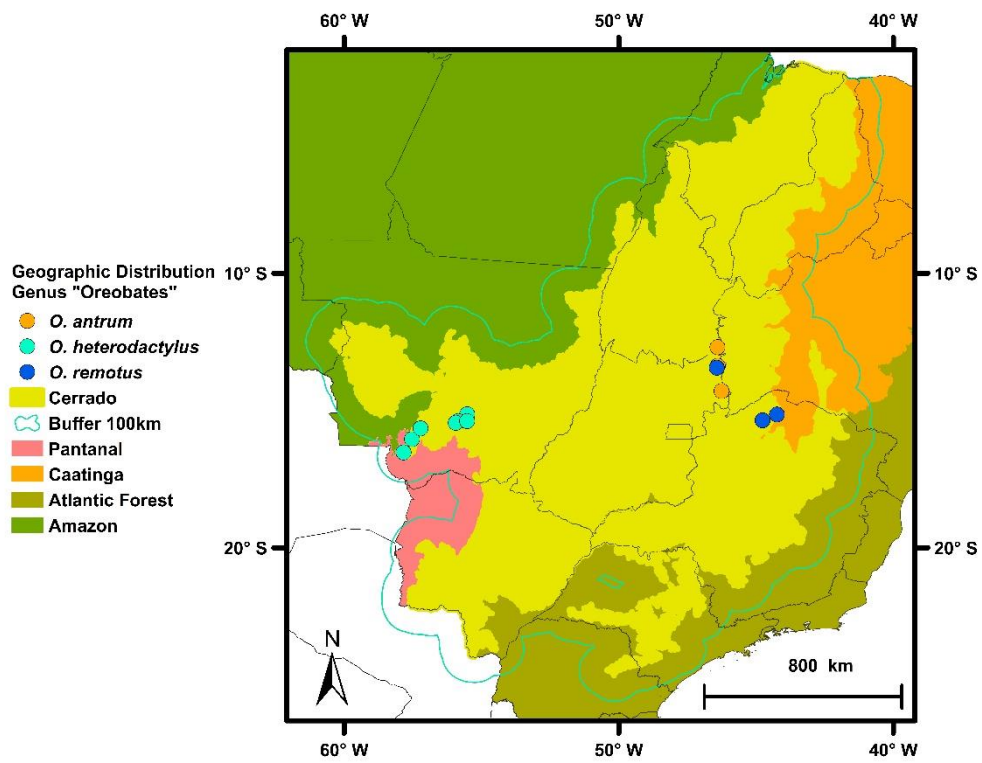 60° W 50° W 40° W
Geographic Distribution
Genus "Oreobates"
O. antrum
O. heterodactylus
O. remotus
Cerrado
Buffer 100km
Pantanal
Caatinga
Atlantic Forest
Amazon
10° S 10° S
20° S 20° S
N
800 km
60° W 50° W 40° W